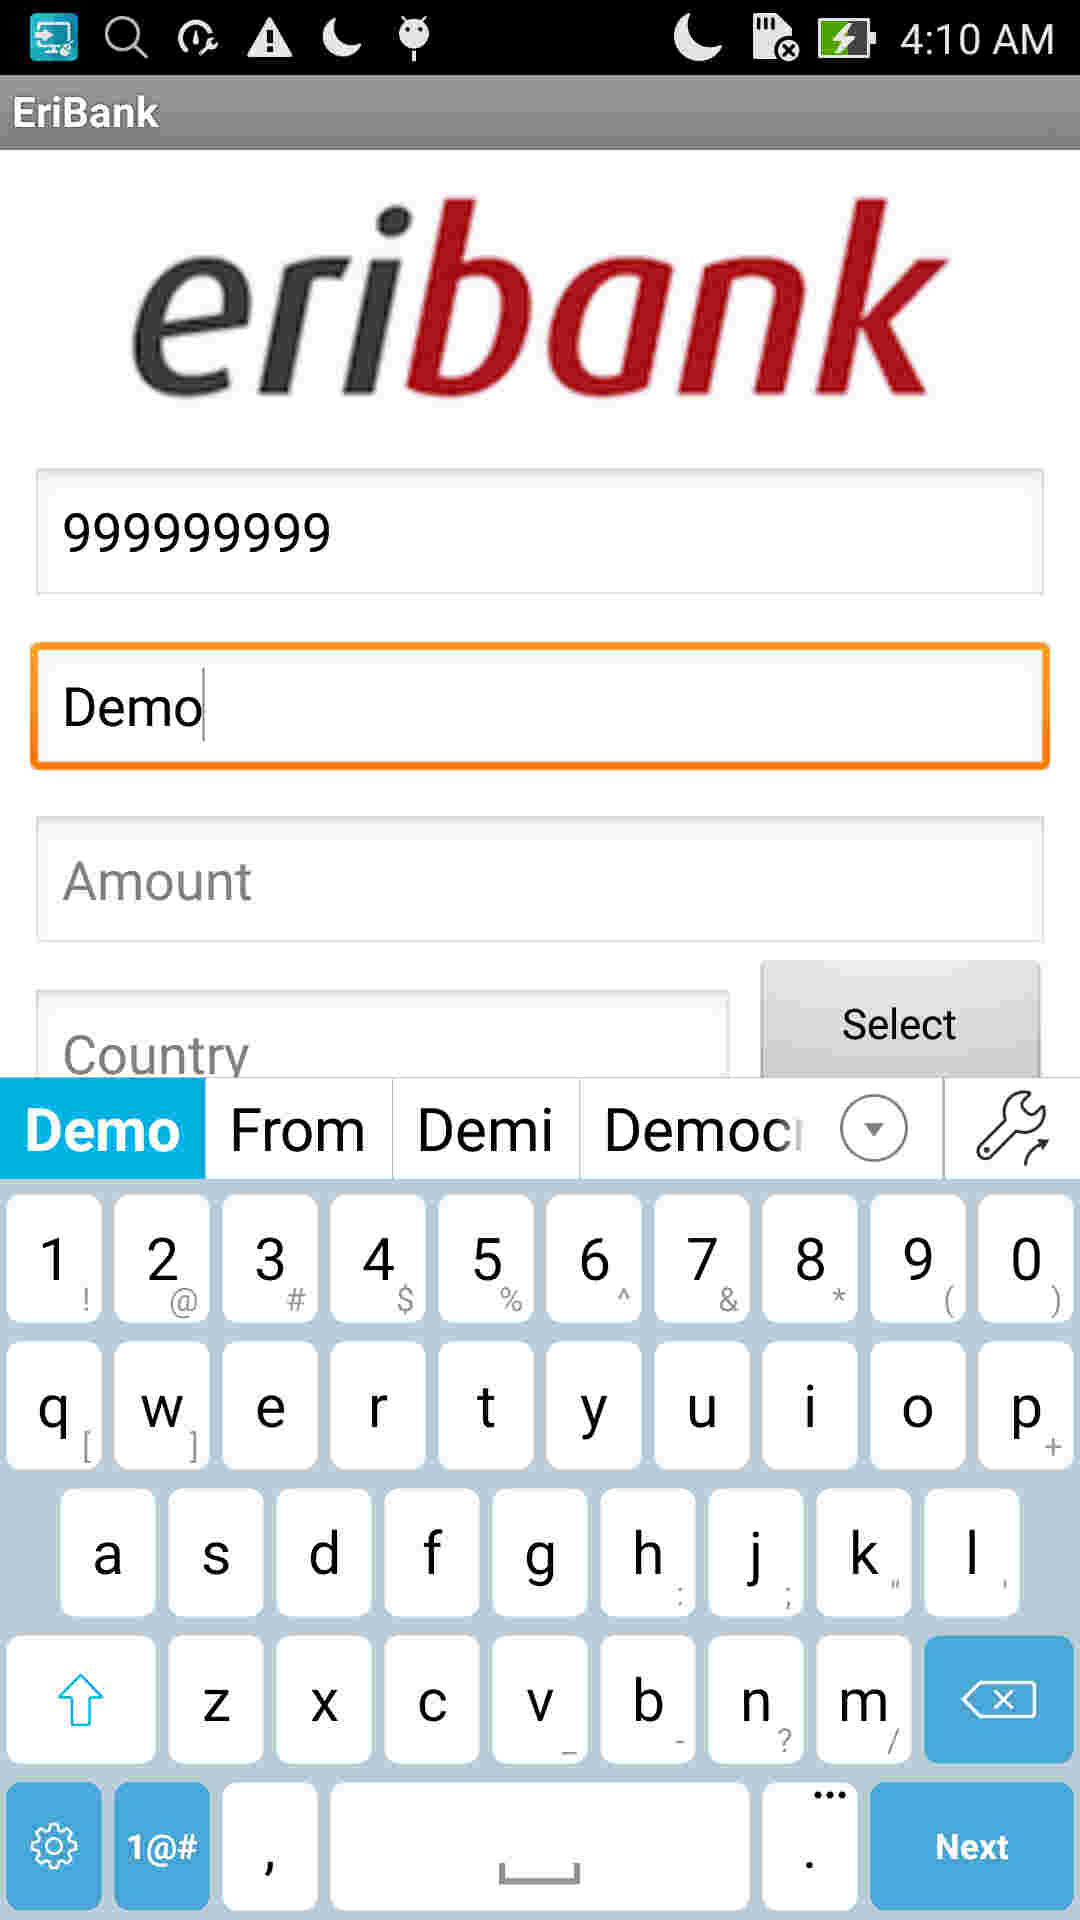 4:10 AM
EriBank
eribank
999999999
Demo
Amount
Country
Select
Demo From Demi Democ
1 2 3 4 5 6 7 8 9 0
! @ # $ % ^ & * ( )
q w e r t y u i o p
[ ] +
a s d f g h j k l
: ; " '
z x c v b n m
_ - ? /
1@# , . Next